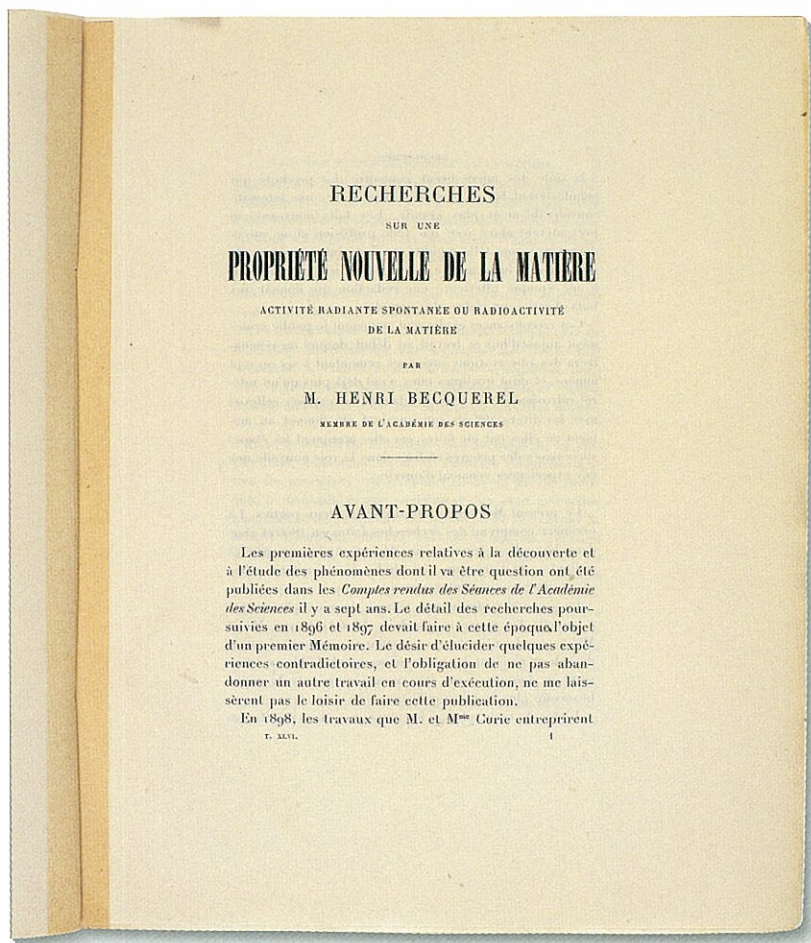 RECHERCHES
SUR UNE
PROPRIÉTÉ NOUVELLE DE LA MATIÈRE
ACTIVITÉ RADIANTE SPONTANÉE OU RADIOACTIVITÉ
DE LA MATIÈRE
PAR
M. HENRI BECQUEREL
MEMBRE DE L'ACADÉMIE DES SCIENCES
AVANT-PROPOS
Les premières expériences relatives à la découverte et
à l'étude des phénomènes dont il va être question ont été
publiées dans les Comptes rendus des Séances de l'Académie
des Sciences il y a sept ans. Le détail des recherches pour-
suivies en 1896 et 1897 devait faire à cette époque l'objet
d'un premier Mémoire. Le désir d'élucider quelques expé-
riences contradictoires, et l'obligation de ne pas aban-
donner un autre travail en cours d'exécution, ne me lais-
sèrent pas le loisir de faire cette publication.
En 1898, les travaux que M. et Mme Curie entreprirent
T. XLVI. 1